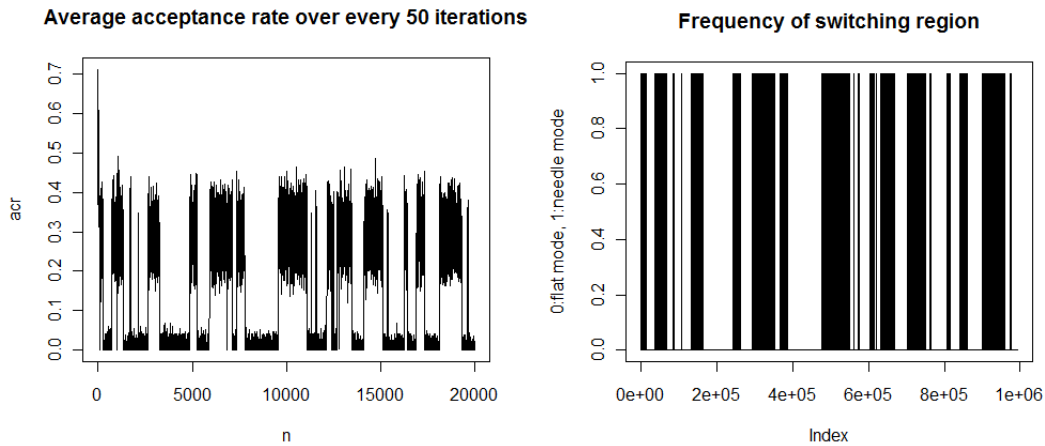 Average acceptance rate over every 50 iterations
acr
0.7
0.6
0.5
0.4
0.3
0.2
0.1
0.0
0 5000 10000 15000 20000
n
Frequency of switching region
0:flat mode, 1:needle mode
1.0
0.8
0.6
0.4
0.2
0.0
0e+00 2e+05 4e+05 6e+05 8e+05 1e+06
Index